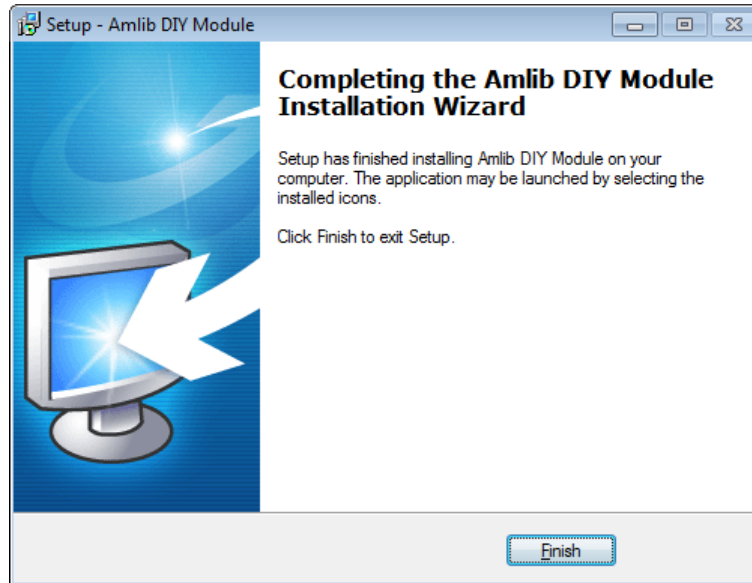 Setup - Amlib DIY Module
Completing the Amlib DIY Module
Installation Wizard
Setup has finished installing Amlib DIY Module on your
computer. The application may be launched by selecting the
installed icons.
Click Finish to exit Setup.
Finish